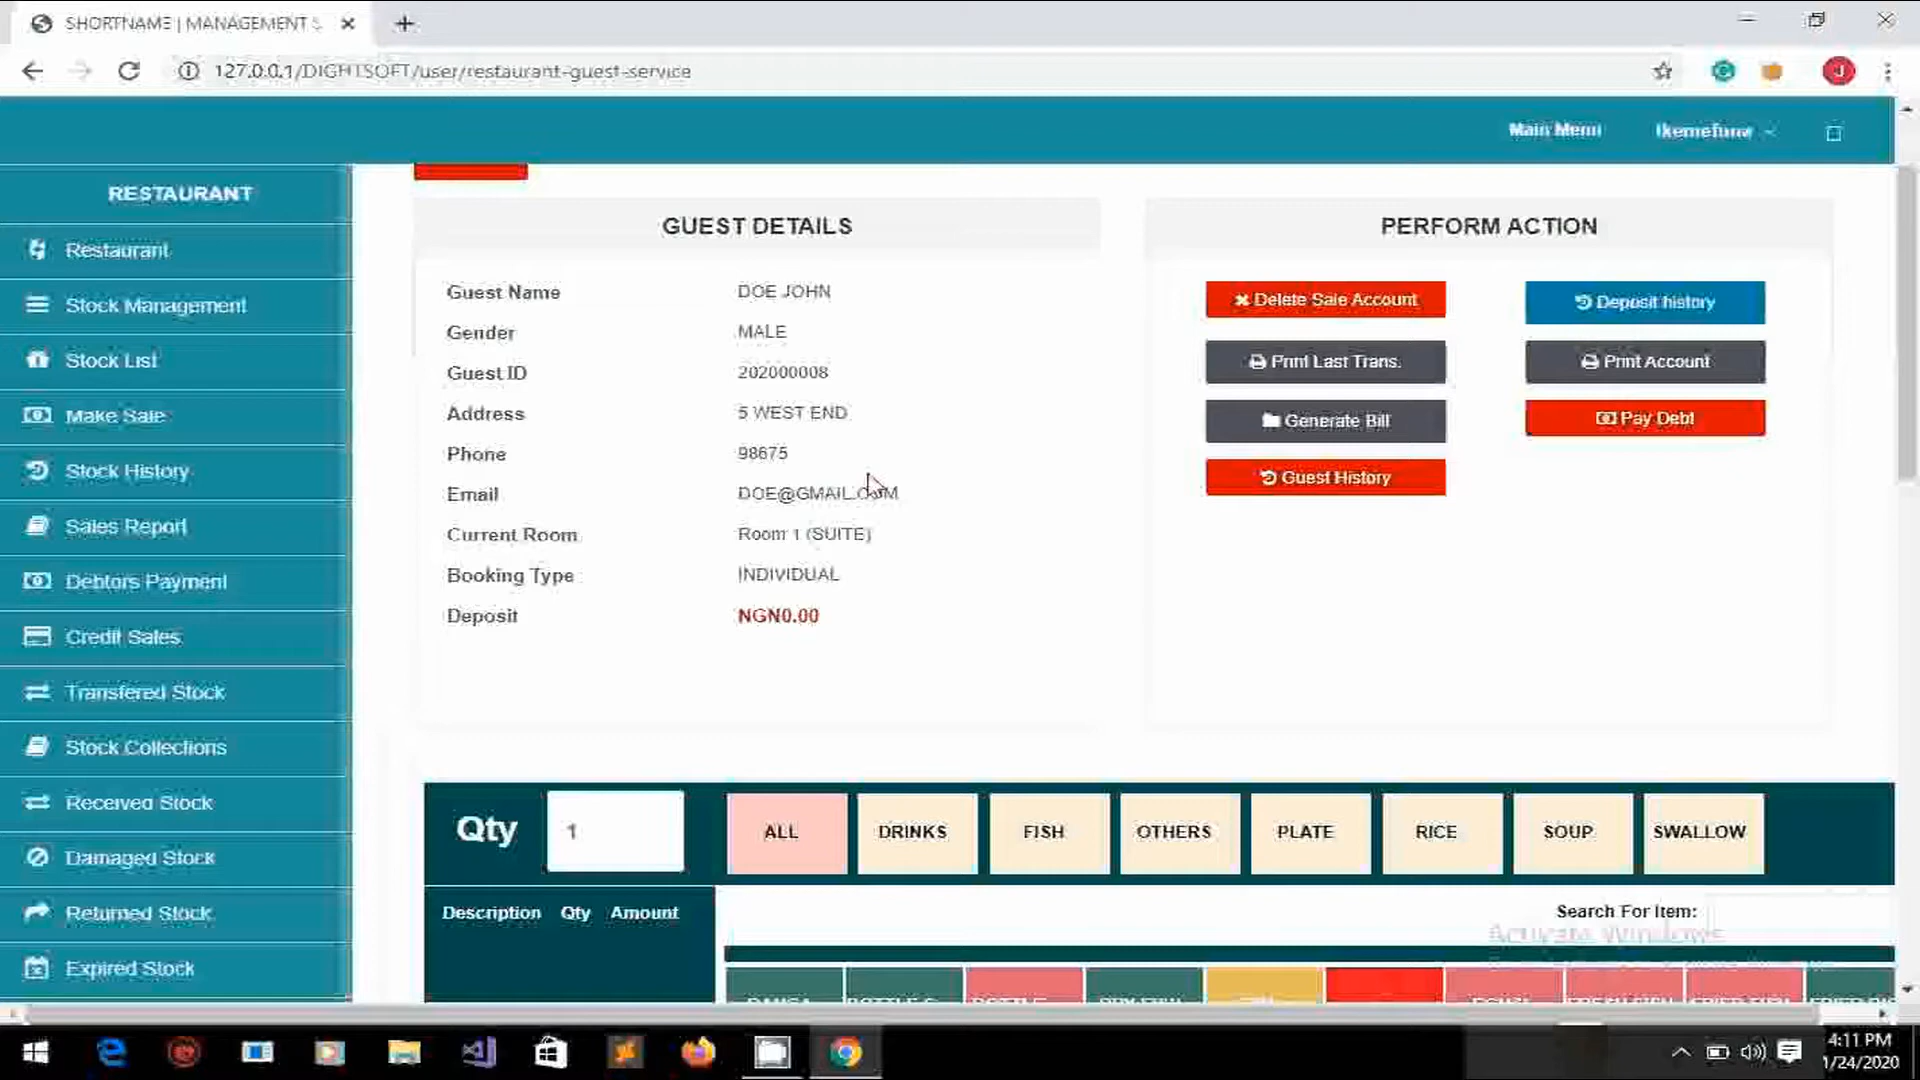 SHORTNAME | MANAGEMENT S
127.0.0.1/DIGHTSOFT/user/restaurant-guest-service
J
Main Menu
Ikemefuna
RESTAURANT
Restaurant
Stock Management
Stock List
Make Sale
Stock History
Sales Report
Debtors Payment
Credit Sales
Transfered Stock
Stock Collections
Received Stock
Damaged Stock
Returned Stock
Expired Stock
GUEST DETAILS
Guest Name DOE JOHN
Gender MALE
Guest ID 202000008
Address 5 WEST END
Phone 98675
Email DOE@GMAIL.COM
Current Room Room 1 (SUITE)
Booking Type INDIVIDUAL
Deposit NGN0.00
PERFORM ACTION
Delete Sale Account Deposit history
Print Last Trans. Print Account
Generate Bill Pay Debt
Guest History
Qty 1 ALL DRINKS FISH OTHERS PLATE RICE SOUP SWALLOW
Description Qty Amount
Search For Item:
Activate Windows
4:11 PM
1/24/2020